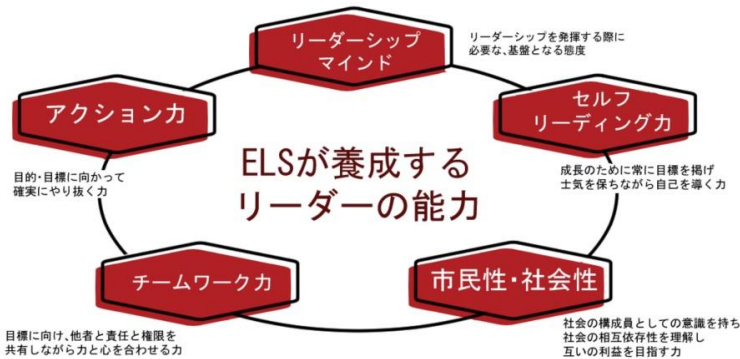 リーダーシップ
マインド
リーダーシップを発揮する際に
必要な、基盤となる態度
セルフ
リーディング力
成長のために常に目標を掲げ
士気を保ちながら自己を導く力
アクション力
目的・目標に向かって
確実にやり抜く力
ELSが養成する
リーダーの能力
チームワーク力
目標に向け、他者と責任と権限を
共有しながら力と心を合わせる力
市民性・社会性
社会の構成員としての意識を持ち
社会の相互依存性を理解し
互いの利益を目指す力